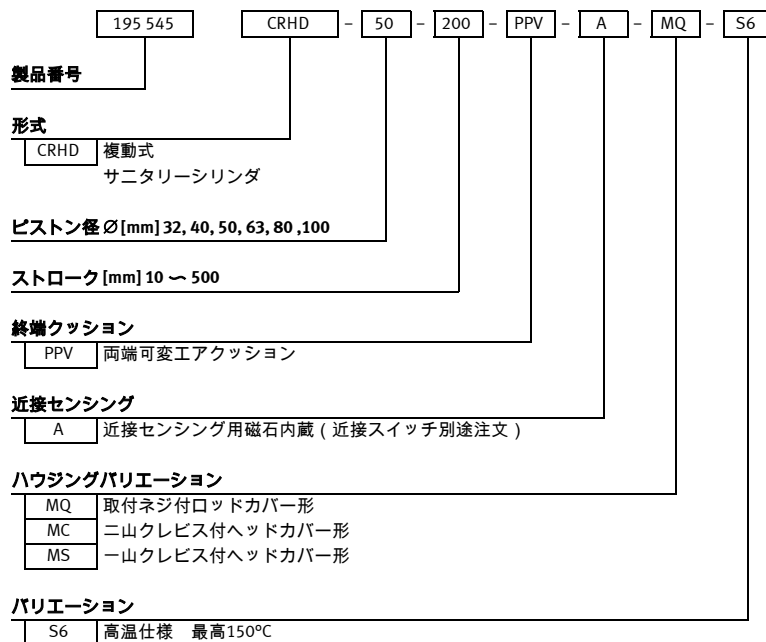 195 545 CRHD – 50 – 200 – PPV – A – MQ – S6
製品番号
形式
CRHD 複動式
サニタリーシリンダ
ピストン径 Ø [mm] 32, 40, 50, 63, 80 ,100
ストローク [mm] 10 〜 500
終端クッション
PPV 両端可変エアクッション
近接センシング
A 近接センシング用磁石内蔵 ( 近接スイッチ別途注文 )
ハウジングバリエーション
MQ 取付ネジ付ロッドカバー形
MC 二山クレビス付ヘッドカバー形
MS 一山クレビス付ヘッドカバー形
バリエーション
S6 高温仕様 最高150°C